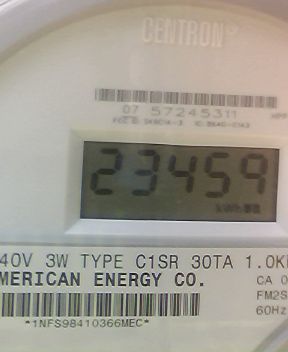 CENTRON®
07 57245311
23459
kWh
40V 3W TYPE C1SR 30TA 1.0K
MERICAN ENERGY CO.
CA 0
FM2S
60Hz
*1NFS98410366MEC*